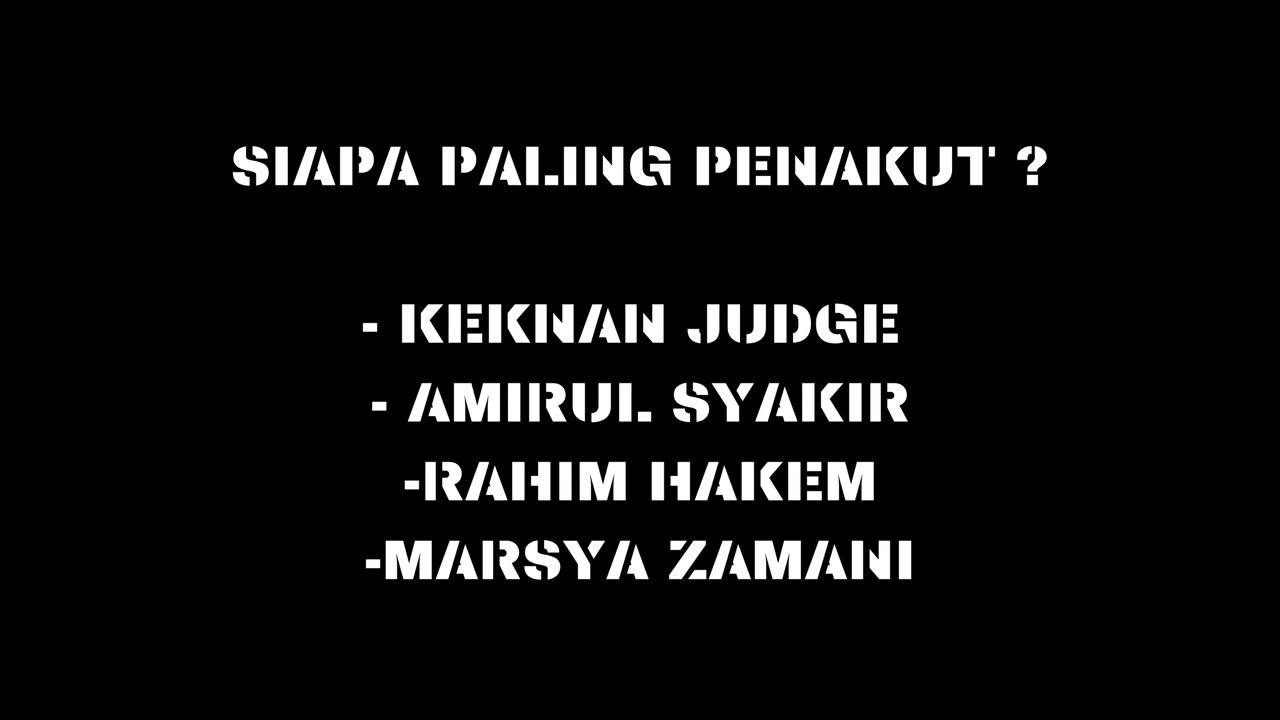 SIAPA PALING PENAKUT ?
- KEKNAN JUDGE
- AMIRUL SYAKIR
-RAHIM HAKEM
-MARSYA ZAMANI